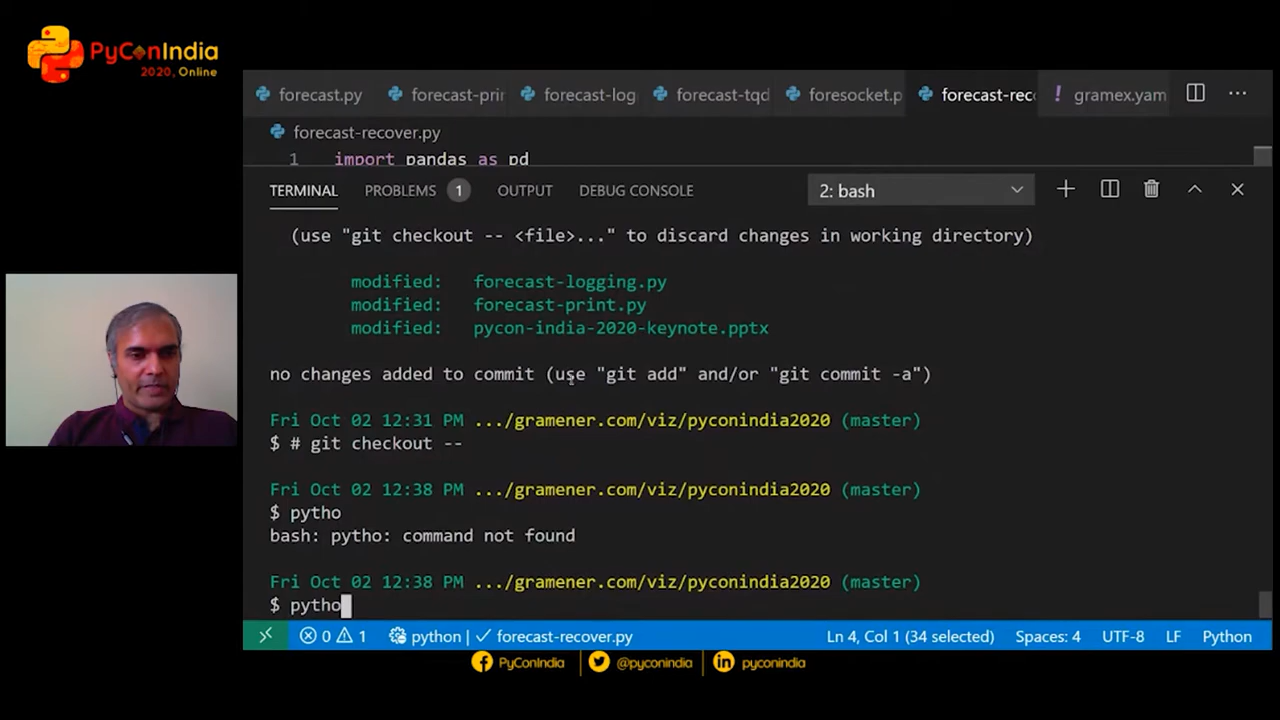 PyConIndia
2020, Online
forecast.py forecast-prir forecast-log forecast-tqd foresocket.p forecast-rec gramex.yam
forecast-recover.py
1 import pandas as pd
TERMINAL PROBLEMS 1 OUTPUT DEBUG CONSOLE 2: bash
(use "git checkout -- <file>..." to discard changes in working directory)
modified: forecast-logging.py
modified: forecast-print.py
modified: pycon-india-2020-keynote.pptx
no changes added to commit (use "git add" and/or "git commit -a")
Fri Oct 02 12:31 PM .../gramener.com/viz/pyconindia2020 (master)
$ # git checkout --
Fri Oct 02 12:38 PM .../gramener.com/viz/pyconindia2020 (master)
$ pytho
bash: pytho: command not found
Fri Oct 02 12:38 PM .../gramener.com/viz/pyconindia2020 (master)
$ pytho
0 1 python | ✓ forecast-recover.py Ln 4, Col 1 (34 selected) Spaces: 4 UTF-8 LF Python
PyConIndia @pyconindia pyconindia